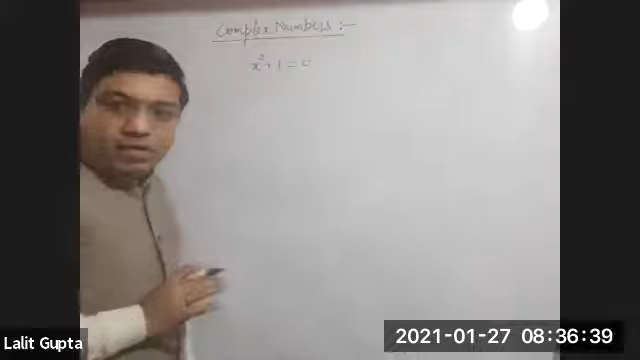 Complex Numbers :-
x² + 1 = 0
Lalit Gupta
2021-01-27 08:36:39